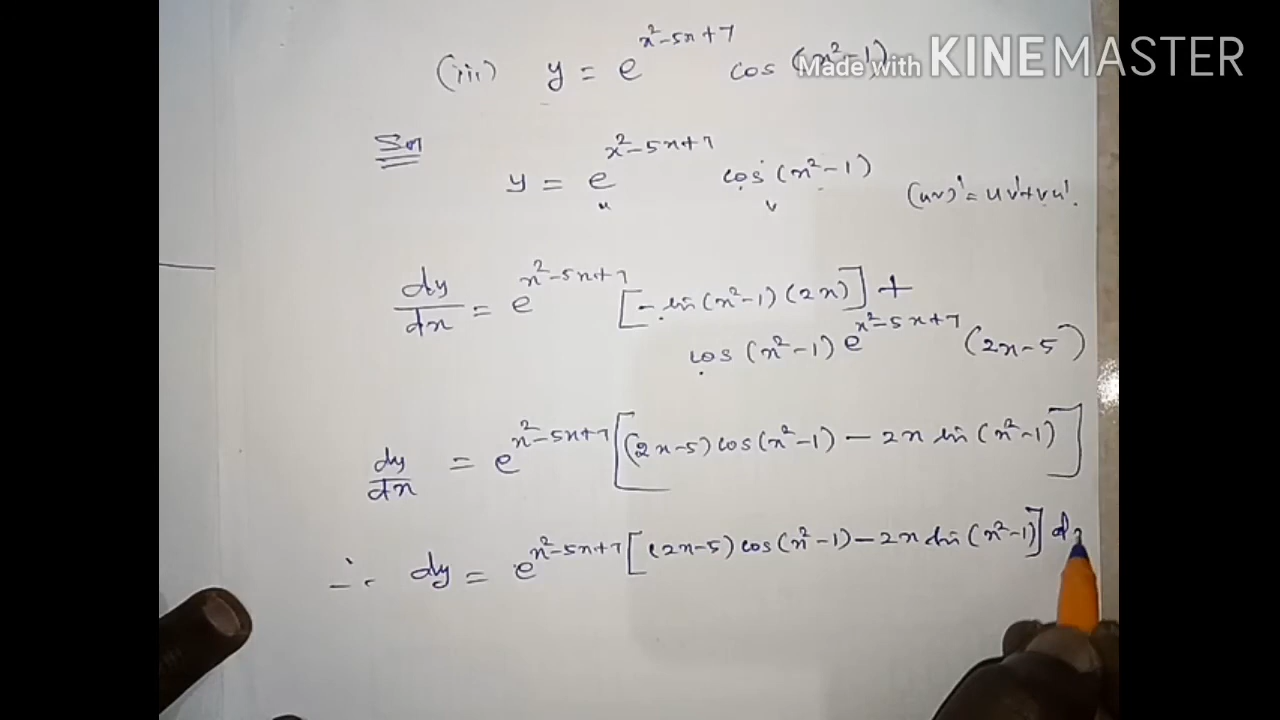 (iii) y = e^{x²-5x+7} cos (x²-1)
Made with KINEMASTER
Son
y = e^{x²-5x+7} cos (x²-1) (uv)' = uv'+vu'.
u v
dy/dx = e^{x²-5x+7} [- sin (x²-1) (2x)] +
cos (x²-1) e^{x²-5x+7} (2x-5)
dy/dx = e^{x²-5x+7} [(2x-5) cos (x²-1) - 2x sin (x²-1)]
∴ dy = e^{x²-5x+7} [(2x-5) cos (x²-1) - 2x sin (x²-1)] dx